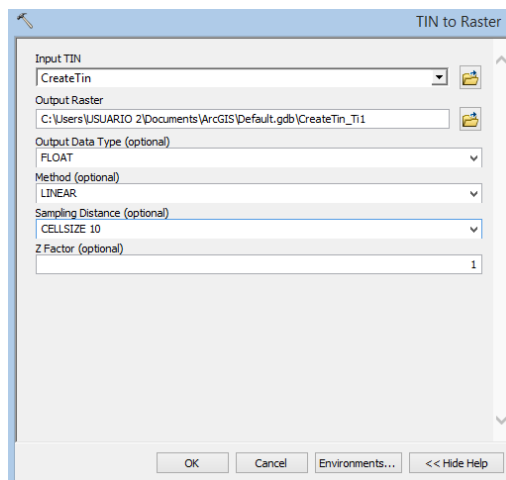 TIN to Raster
Input TIN
CreateTin
Output Raster
C:\Users\USUARIO 2\Documents\ArcGIS\Default.gdb\CreateTin_Ti1
Output Data Type (optional)
FLOAT
Method (optional)
LINEAR
Sampling Distance (optional)
CELLSIZE 10
Z Factor (optional)
1
OK Cancel Environments... << Hide Help